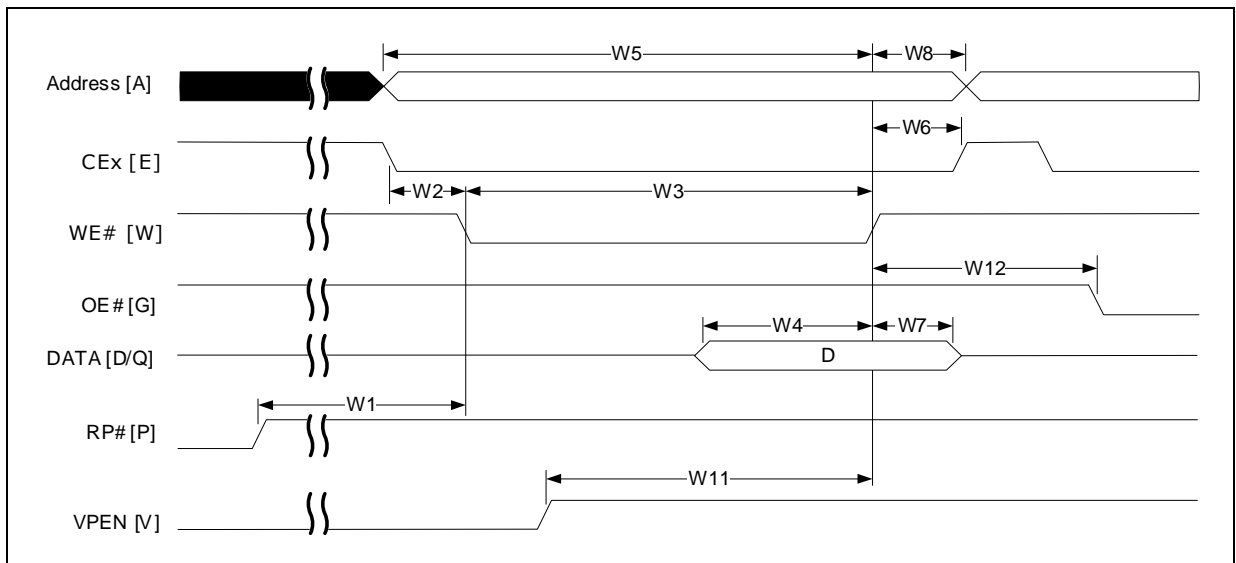 W5 W8
Address [A]
W6
CEx [E]
W2 W3
WE# [W]
W12
OE# [G]
W4 W7
DATA [D/Q] D
W1
RP# [P]
W11
VPEN [V]